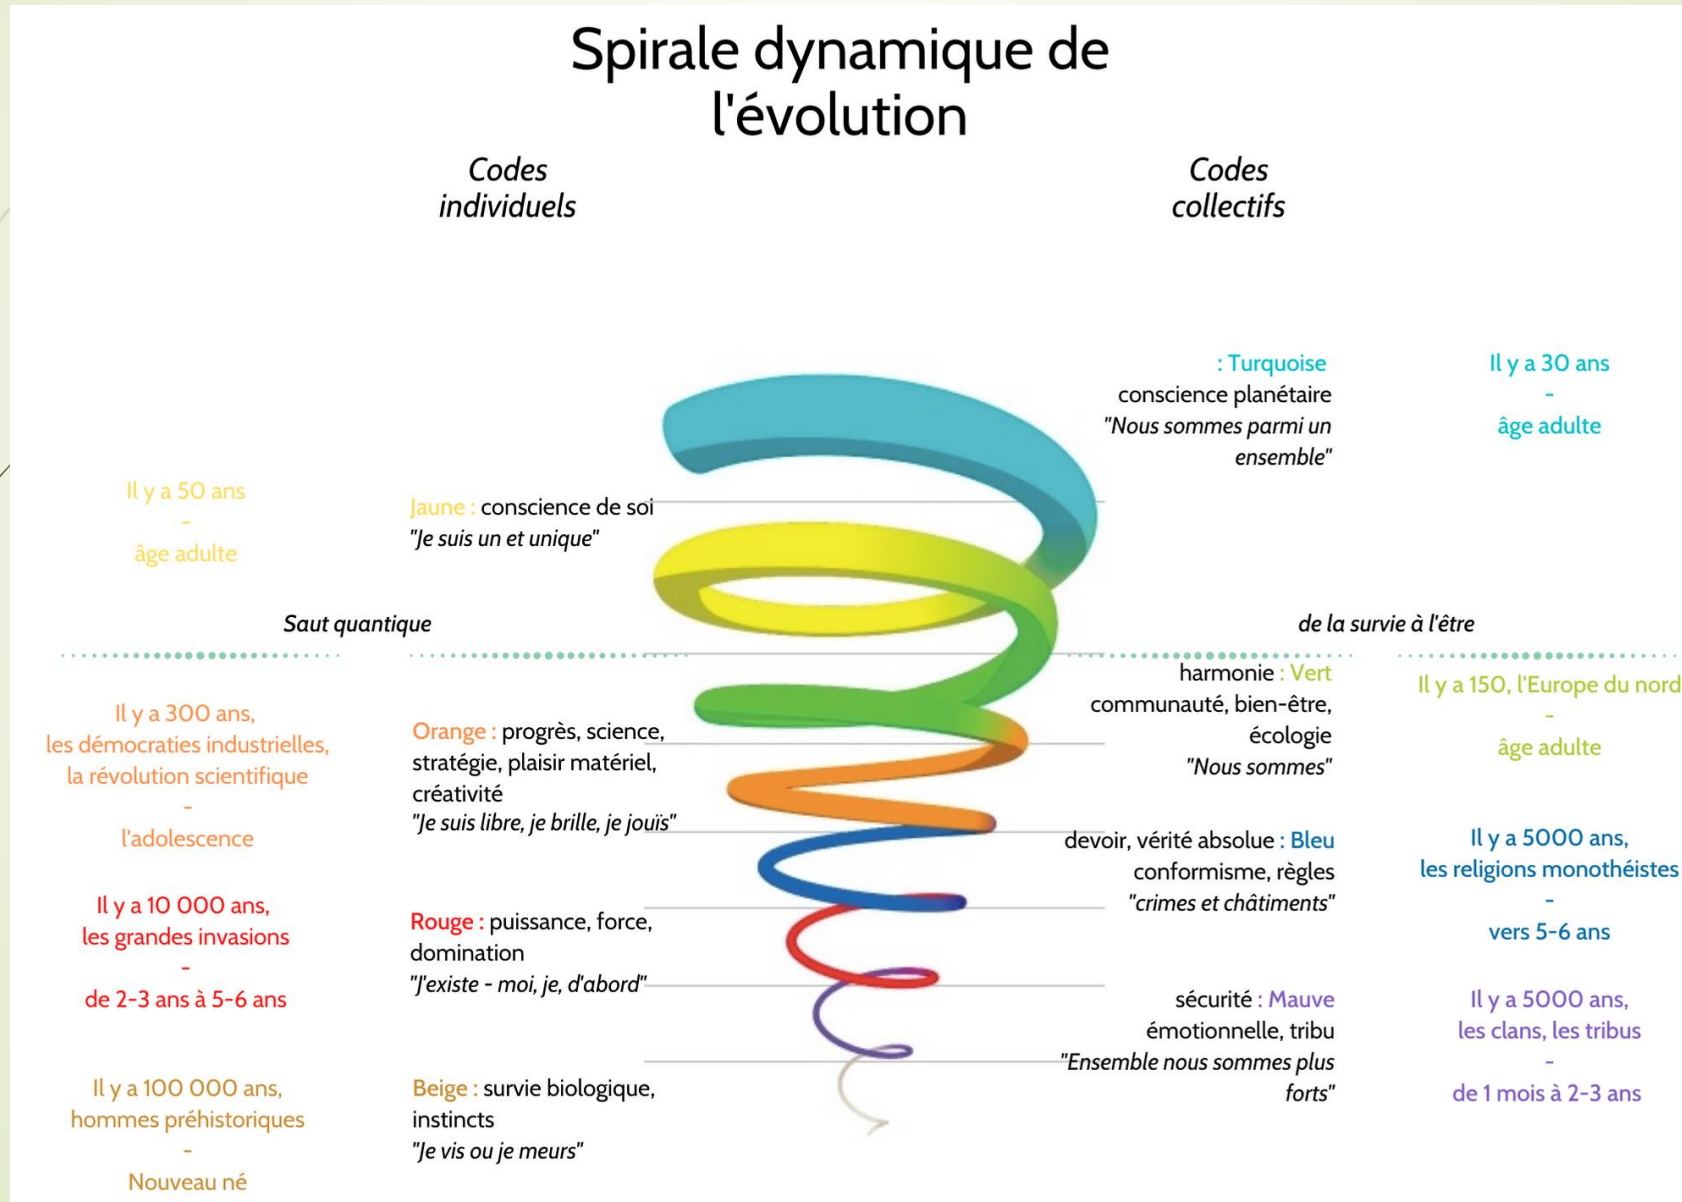 Spirale dynamique de
l'évolution
Codes
individuels
Codes
collectifs
: Turquoise
conscience planétaire
"Nous sommes parmi un
ensemble"
Il y a 30 ans
-
âge adulte
Il y a 50 ans
-
âge adulte
Jaune : conscience de soi
"Je suis un et unique"
Saut quantique
de la survie à l'être
harmonie : Vert
communauté, bien-être,
écologie
"Nous sommes"
Il y a 150, l'Europe du nord
-
âge adulte
Il y a 300 ans,
les démocraties industrielles,
la révolution scientifique
-
l'adolescence
Orange : progrès, science,
stratégie, plaisir matériel,
créativité
"Je suis libre, je brille, je jouïs"
devoir, vérité absolue : Bleu
conformisme, règles
"crimes et châtiments"
Il y a 5000 ans,
les religions monothéistes
-
vers 5-6 ans
Il y a 10 000 ans,
les grandes invasions
-
de 2-3 ans à 5-6 ans
Rouge : puissance, force,
domination
"J'existe - moi, je, d'abord"
sécurité : Mauve
émotionnelle, tribu
"Ensemble nous sommes plus
forts"
Il y a 5000 ans,
les clans, les tribus
-
de 1 mois à 2-3 ans
Il y a 100 000 ans,
hommes préhistoriques
-
Nouveau né
Beige : survie biologique,
instincts
"Je vis ou je meurs"